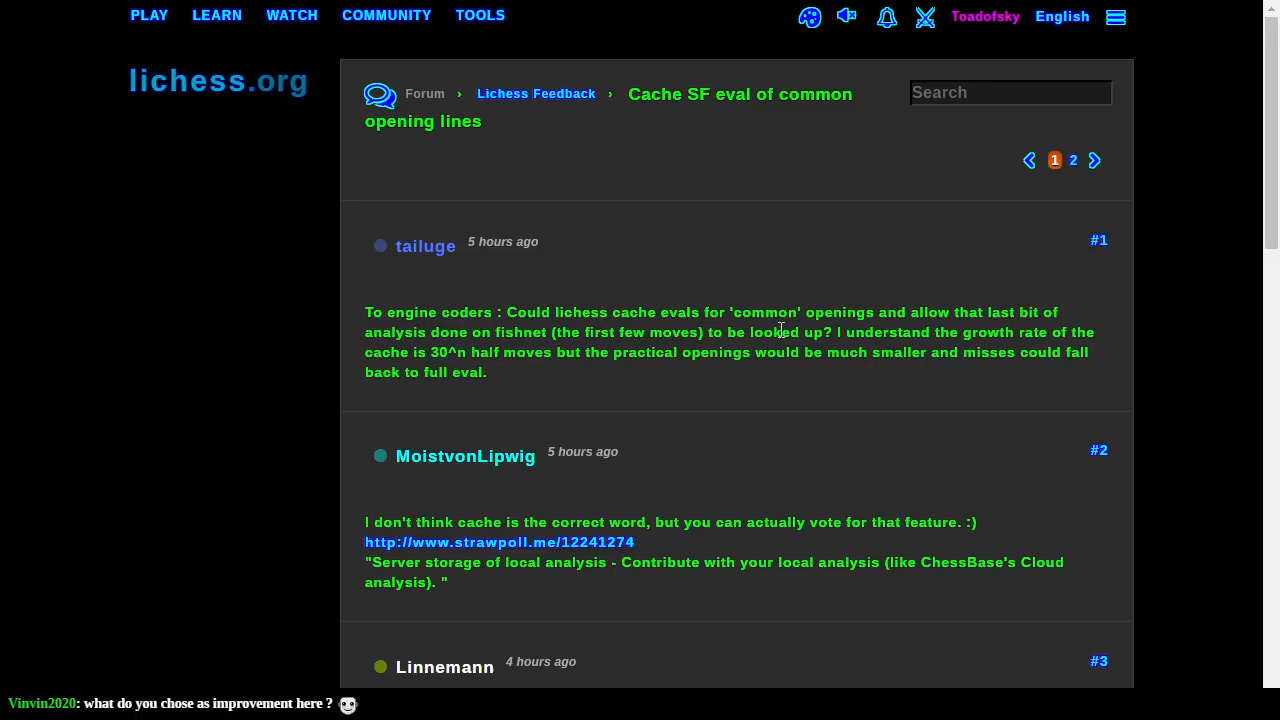 PLAY LEARN WATCH COMMUNITY TOOLS Toadofsky English
lichess.org
Forum › Lichess Feedback › Cache SF eval of common
opening lines
Search
1 2
tailuge 5 hours ago #1
To engine coders : Could lichess cache evals for 'common' openings and allow that last bit of
analysis done on fishnet (the first few moves) to be looked up? I understand the growth rate of the
cache is 30^n half moves but the practical openings would be much smaller and misses could fall
back to full eval.
MoistvonLipwig 5 hours ago #2
I don't think cache is the correct word, but you can actually vote for that feature. :)
http://www.strawpoll.me/12241274
"Server storage of local analysis - Contribute with your local analysis (like ChessBase's Cloud
analysis). "
Linnemann 4 hours ago #3
Vinvin2020: what do you chose as improvement here ?